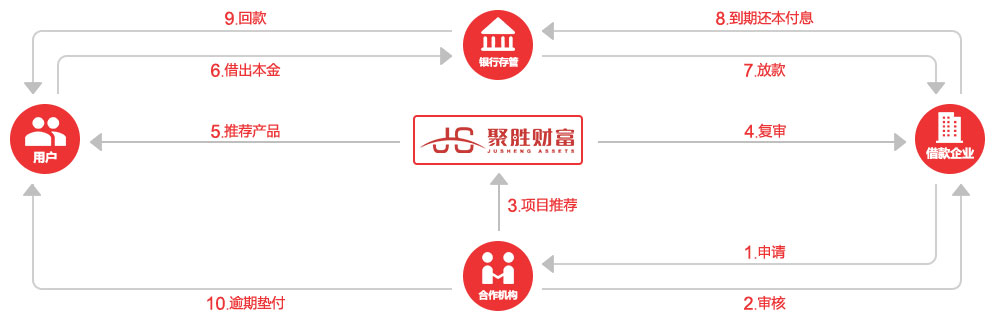 9.回款
8.到期还本付息
银行存管
6.借出本金
7.放款
用户
5.推荐产品
JS 聚胜财富
JUSHENG ASSETS
4.复审
借款企业
3.项目推荐
1.申请
合作机构
10.逾期垫付
2.审核